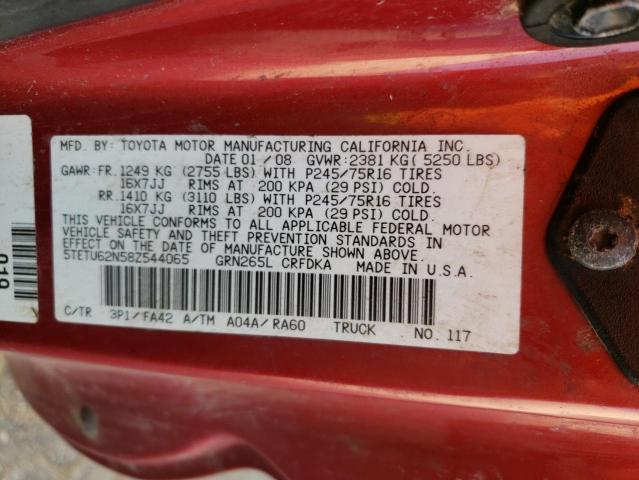 MFD. BY: TOYOTA MOTOR MANUFACTURING CALIFORNIA INC.
DATE 01 / 08 GVWR: 2381 KG ( 5250 LBS)
GAWR: FR. 1249 KG (2755 LBS) WITH P245/75R16 TIRES
16X7JJ RIMS AT 200 KPA (29 PSI) COLD.
RR. 1410 KG (3110 LBS) WITH P245/75R16 TIRES
16X7JJ RIMS AT 200 KPA (29 PSI) COLD.
THIS VEHICLE CONFORMS TO ALL APPLICABLE FEDERAL MOTOR
VEHICLE SAFETY AND THEFT PREVENTION STANDARDS IN
EFFECT ON THE DATE OF MANUFACTURE SHOWN ABOVE.
5TETU62N58Z544065 GRN265L CRFDKA MADE IN U.S.A.
C/TR 3P1/FA42 A/TM A04A/RA60 TRUCK NO. 117
019